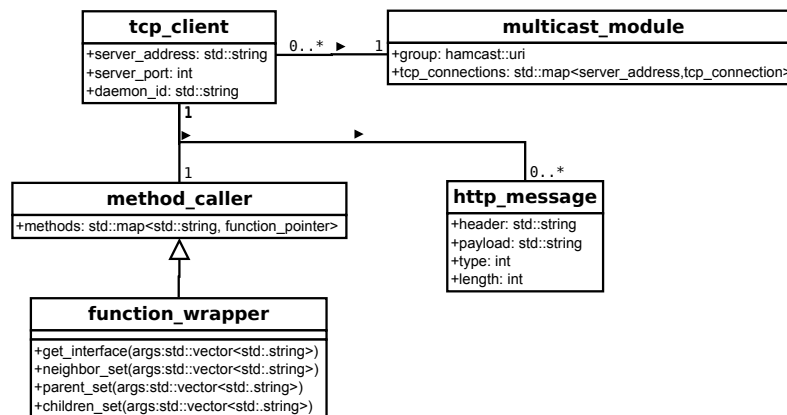 tcp_client
+server_address: std::string
+server_port: int
+daemon_id: std::string
0..*
1
multicast_module
+group: hamcast::uri
+tcp_connections: std::map<server_address,tcp_connection>
1
1
0..*
method_caller
+methods: std::map<std::string, function_pointer>
http_message
+header: std::string
+payload: std::string
+type: int
+length: int
function_wrapper
+get_interface(args:std::vector<std:.string>)
+neighbor_set(args:std::vector<std:.string>)
+parent_set(args:std::vector<std:.string>)
+children_set(args:std::vector<std:.string>)